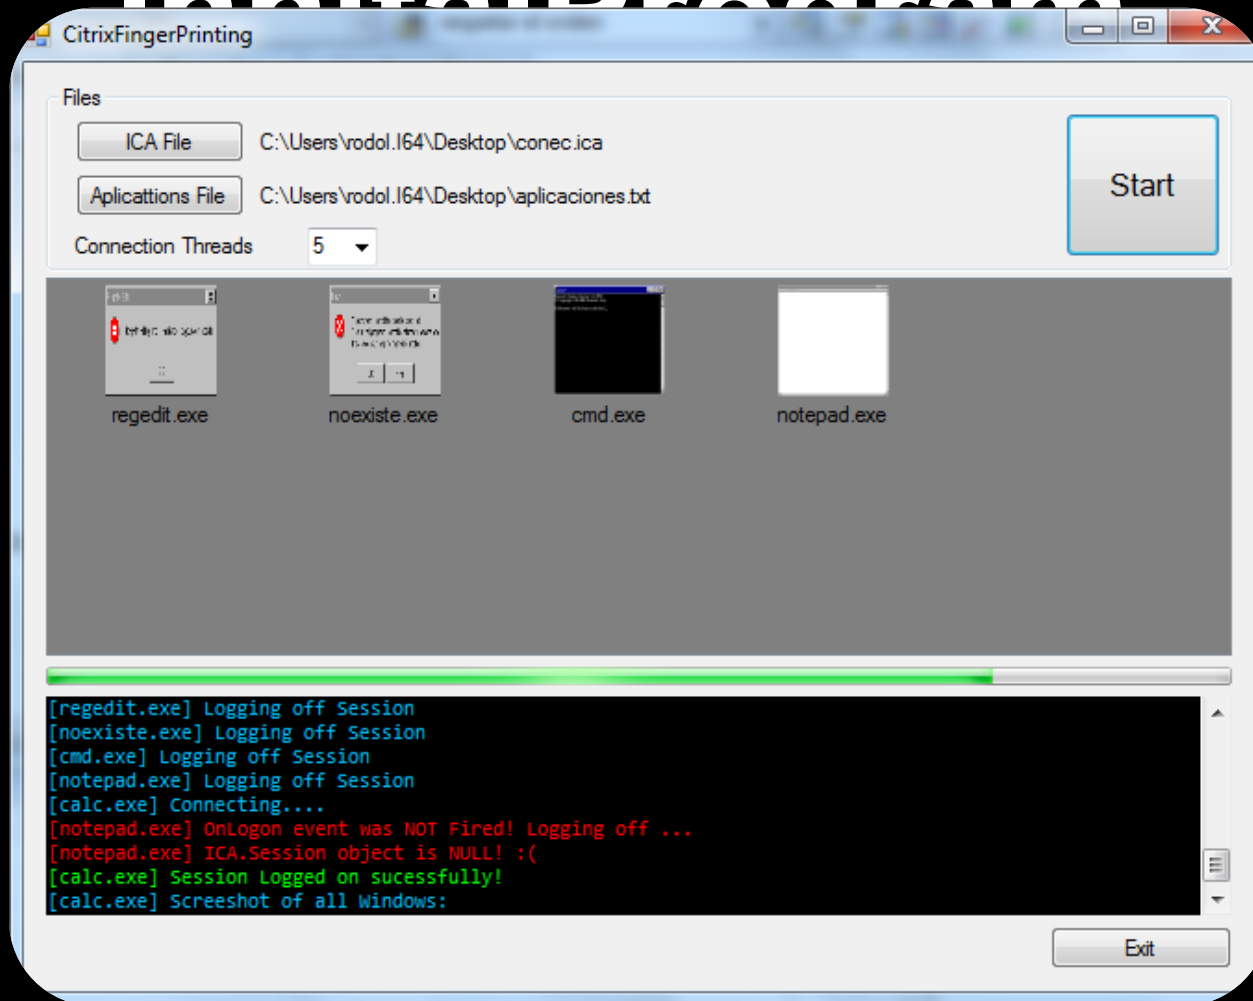 InitialProgram
CitrixFingerPrinting
Files
ICA File C:\Users\rodol.I64\Desktop\conec.ica
Start
Aplicattions File C:\Users\rodol.I64\Desktop\aplicaciones.txt
Connection Threads 5
regedit.exe noexiste.exe cmd.exe notepad.exe
[regedit.exe] Logging off Session
[noexiste.exe] Logging off Session
[cmd.exe] Logging off Session
[notepad.exe] Logging off Session
[calc.exe] Connecting....
[notepad.exe] OnLogon event was NOT Fired! Logging off ...
[notepad.exe] ICA.Session object is NULL! :(
[calc.exe] Session Logged on sucessfully!
[calc.exe] Screeshot of all Windows:
Exit